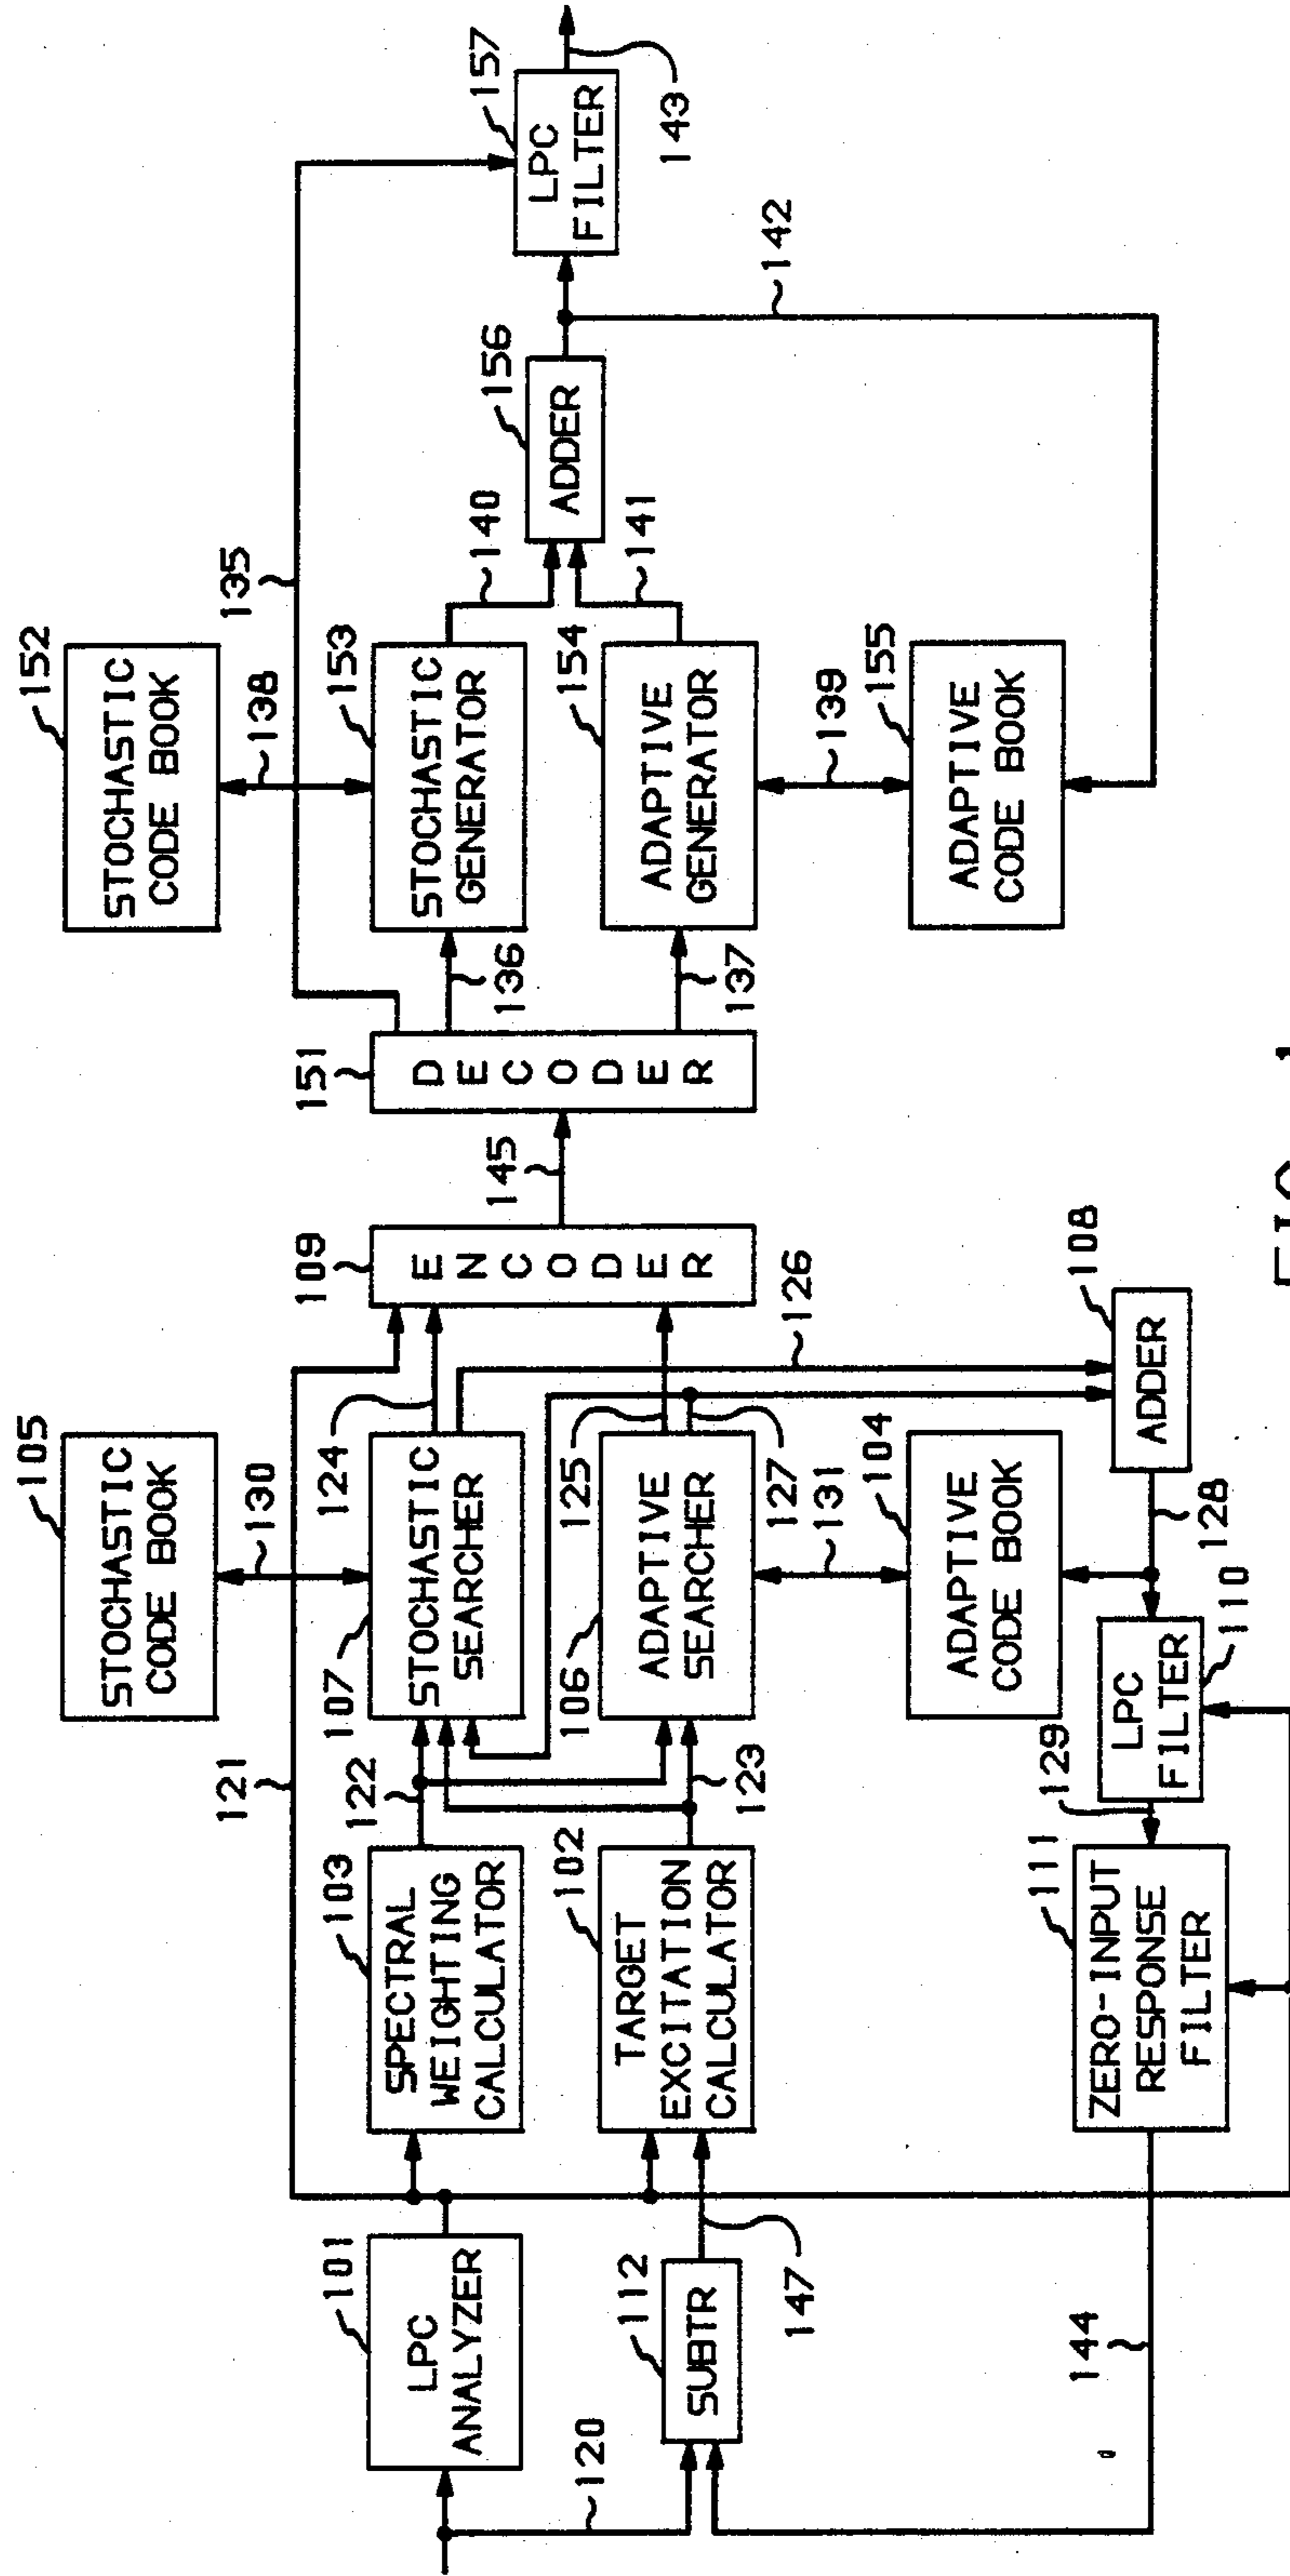 105
STOCHASTIC
CODE BOOK
130
152
STOCHASTIC
CODE BOOK
138
135
121
101
LPC
ANALYZER
103
SPECTRAL
WEIGHTING
CALCULATOR
122
107
STOCHASTIC
SEARCHER
124
109
ENCODER
145
151
DECODER
136
153
STOCHASTIC
GENERATOR
140
156
ADDER
157
LPC
FILTER
143
120
112
SUBTR
147
102
TARGET
EXCITATION
CALCULATOR
123
106
ADAPTIVE
SEARCHER
125
127
126
137
154
ADAPTIVE
GENERATOR
141
142
131
104
ADAPTIVE
CODE BOOK
139
155
ADAPTIVE
CODE BOOK
144
111
ZERO-INPUT
RESPONSE
FILTER
129
LPC
FILTER
110
128
108
ADDER